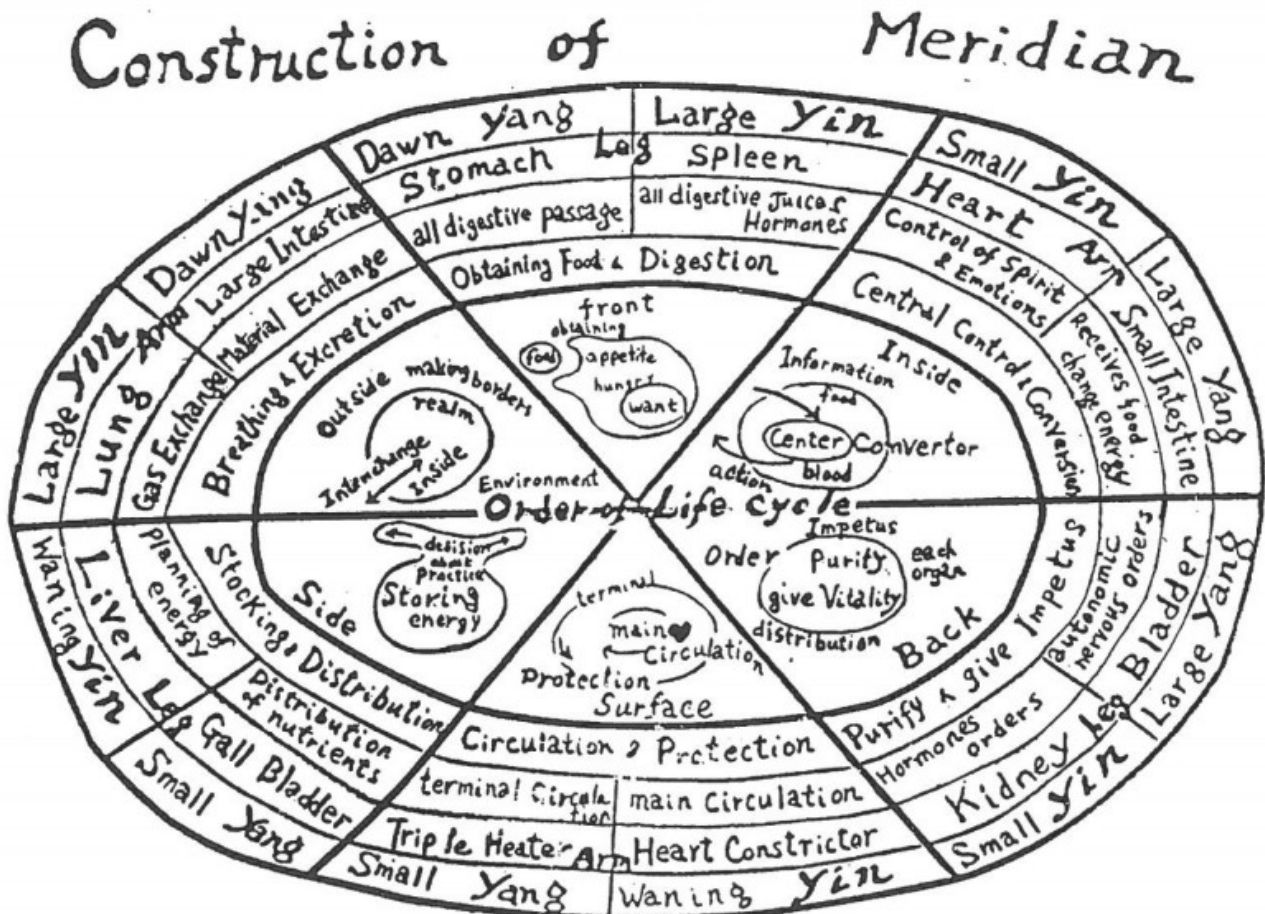 Construction of Meridian
Dawn Yang
Stomach
Leg
all digestive passage
Large Yin
Spleen
all digestive Juices
Hormones
Obtaining Food & Digestion
front
obtaining
food
appetite
hungry
want
Small Yin
Heart
Arm
Control of Spirit
& Emotions
Large Yang
Small Intestine
Receives food
change energy
Central Control & Conversion
Inside
Information
food
Center
Convertor
blood
action
Large Yang
Bladder
Leg
autonomic
nervous orders
Small Yin
Kidney
Hormones
orders
Purify & give Impetus
Back
Impetus
Order
Purity
give Vitality
each
organ
distribution
Waning Yin
Heart Constrictor
Arm
main Circulation
Small Yang
Triple Heater
terminal Circula
tion
Circulation & Protection
Surface
terminal
main
Circulation
Protection
Small Yang
Gall Bladder
Leg
Distribution
of nutrients
Waning Yin
Liver
Planning of
energy
Stocking & Distribution
Side
decision
about
practice
Storing
energy
Large Yin
Lung
Arm
Gas Exchange
Dawn Yang
Large Intestine
Material Exchange
Breathing & Excretion
Outside
making borders
realm
Interchange
Inside
Environment
Order of Life Cycle